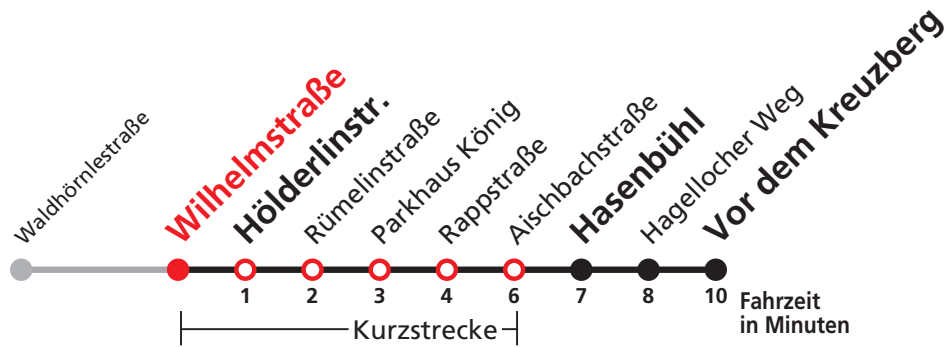 Waldhörnlestraße
Wilhelmstraße
Hölderlinstr.
Rümelinstraße
Parkhaus König
Rappstraße
Aischbachstraße
Hasenbühl
Hagellocher Weg
Vor dem Kreuzberg
1 2 3 4 6 7 8 10 Fahrzeit
in Minuten
Kurzstrecke